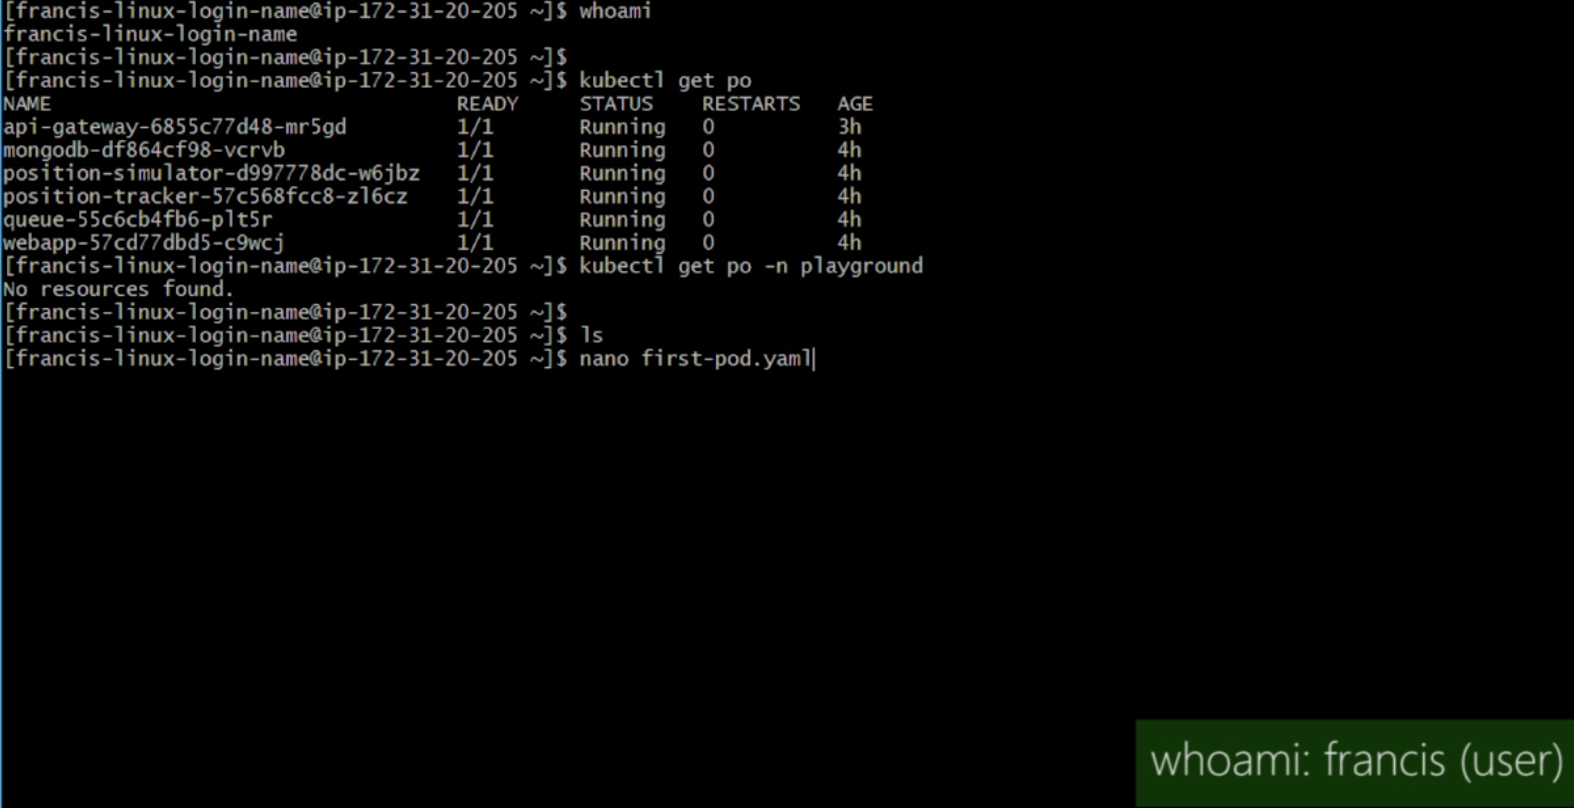 [francis-linux-login-name@ip-172-31-20-205 ~]$ whoami
francis-linux-login-name
[francis-linux-login-name@ip-172-31-20-205 ~]$
[francis-linux-login-name@ip-172-31-20-205 ~]$ kubectl get po
NAME READY STATUS RESTARTS AGE
api-gateway-6855c77d48-mr5gd 1/1 Running 0 3h
mongodb-df864cf98-vcrvb 1/1 Running 0 4h
position-simulator-d997778dc-w6jbz 1/1 Running 0 4h
position-tracker-57c568fcc8-zl6cz 1/1 Running 0 4h
queue-55c6cb4fb6-plt5r 1/1 Running 0 4h
webapp-57cd77dbd5-c9wcj 1/1 Running 0 4h
[francis-linux-login-name@ip-172-31-20-205 ~]$ kubectl get po -n playground
No resources found.
[francis-linux-login-name@ip-172-31-20-205 ~]$
[francis-linux-login-name@ip-172-31-20-205 ~]$ ls
[francis-linux-login-name@ip-172-31-20-205 ~]$ nano first-pod.yaml
whoami: francis (user)